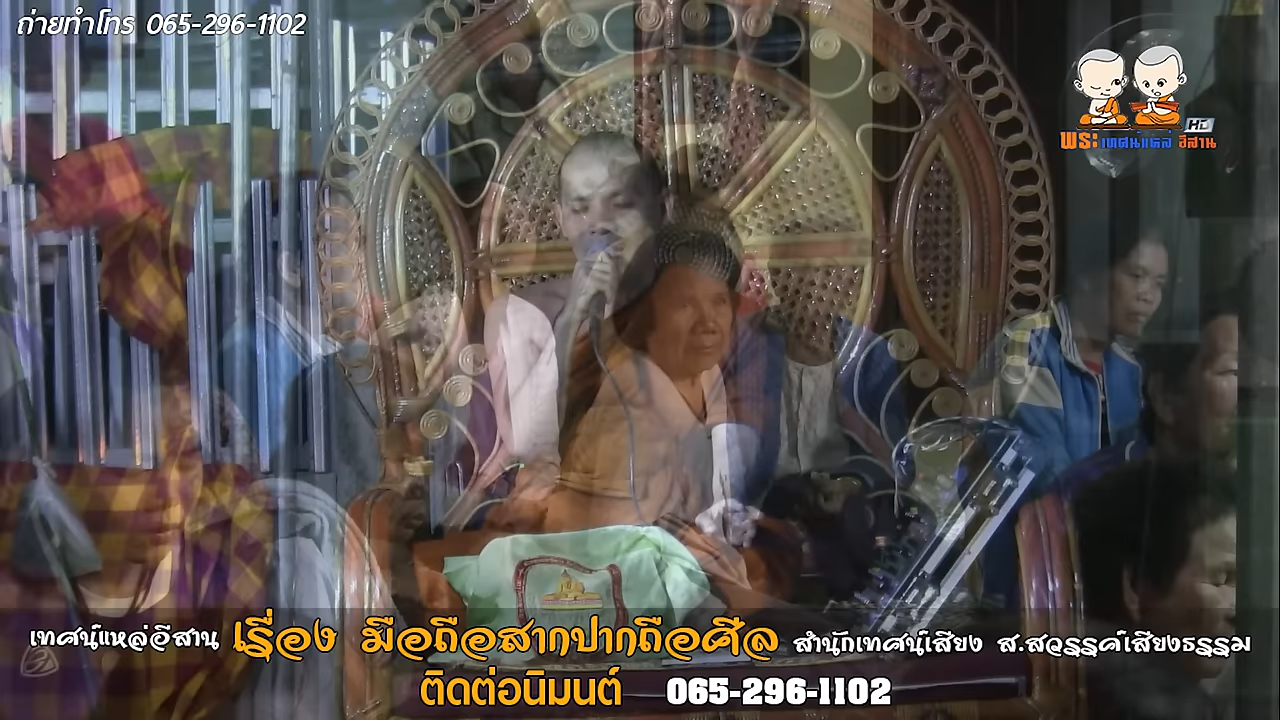 ถ่ายทำโทร 065-296-1102
HD
พระเทศน์แหล่ อีสาน
เทศน์แหล่อีสาน เรื่อง มือถือสากปากถือศีล สำนักเทศน์เสียง ส.สวรรค์เสียงธรรม
ติดต่อนิมนต์ 065-296-1102